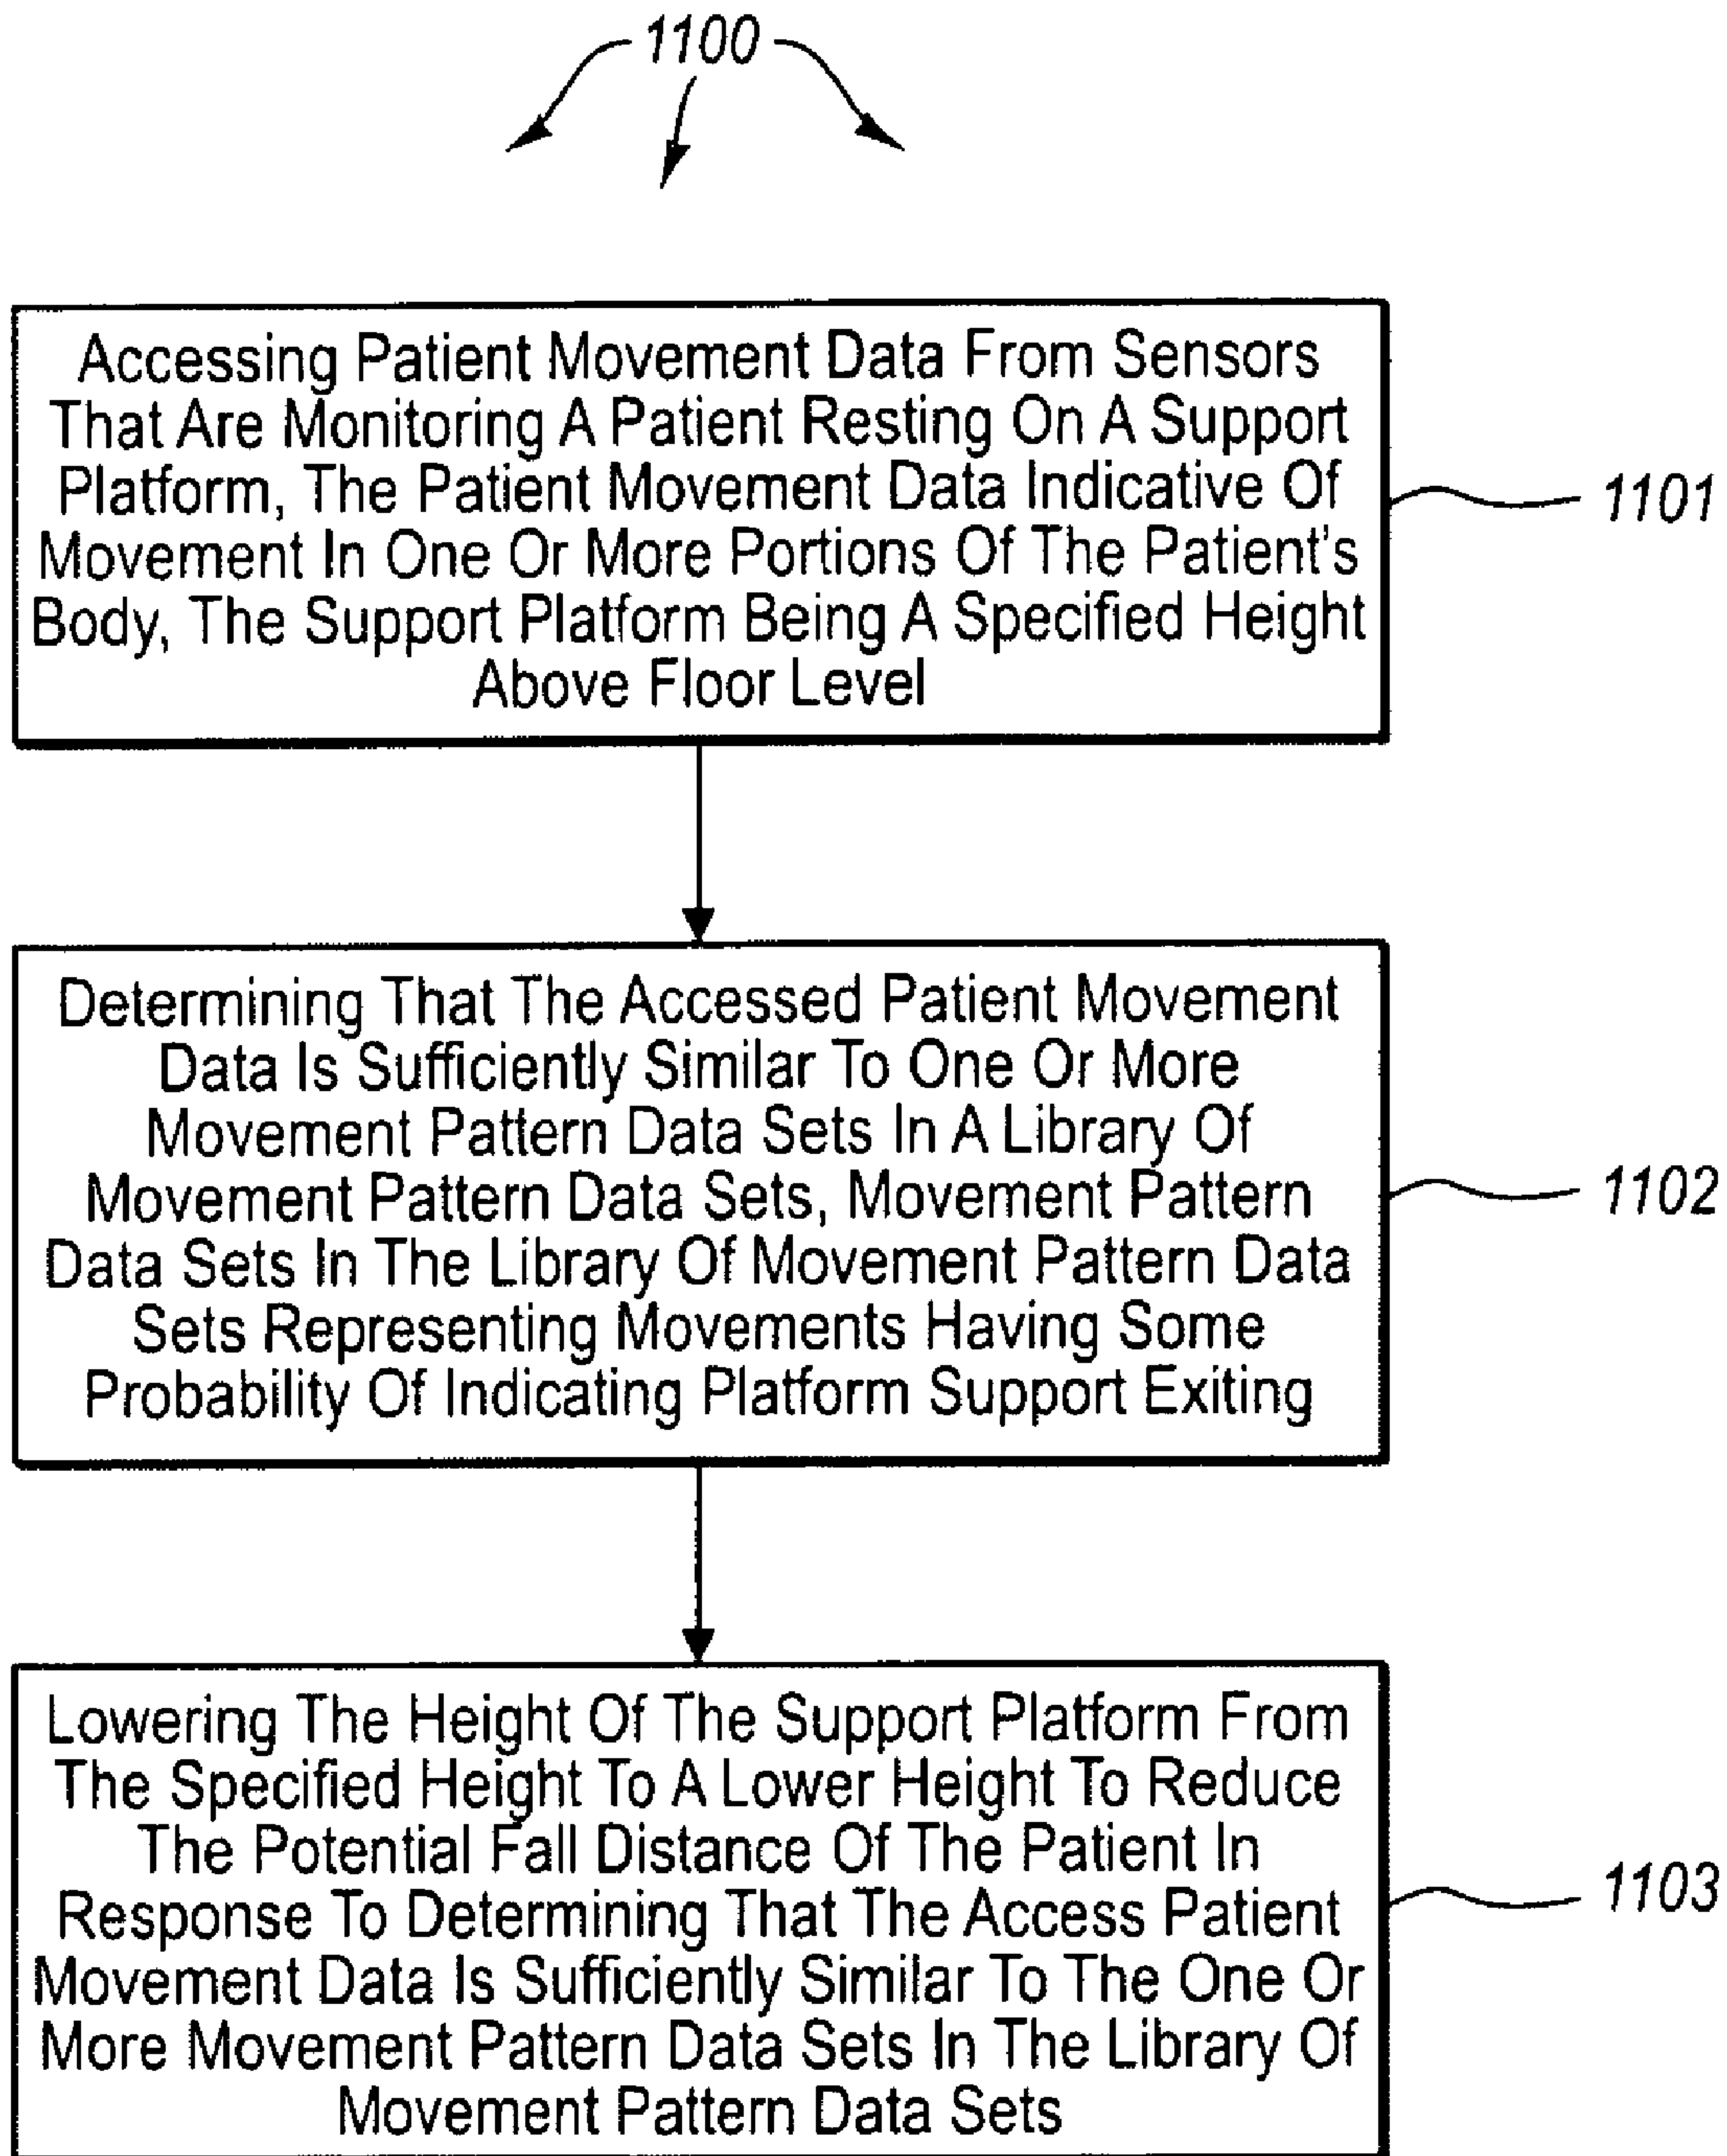 1100
Accessing Patient Movement Data From Sensors
That Are Monitoring A Patient Resting On A Support
Platform, The Patient Movement Data Indicative Of
Movement In One Or More Portions Of The Patient's
Body, The Support Platform Being A Specified Height
Above Floor Level
1101
Determining That The Accessed Patient Movement
Data Is Sufficiently Similar To One Or More
Movement Pattern Data Sets In A Library Of
Movement Pattern Data Sets, Movement Pattern
Data Sets In The Library Of Movement Pattern Data
Sets Representing Movements Having Some
Probability Of Indicating Platform Support Exiting
1102
Lowering The Height Of The Support Platform From
The Specified Height To A Lower Height To Reduce
The Potential Fall Distance Of The Patient In
Response To Determining That The Access Patient
Movement Data Is Sufficiently Similar To The One Or
More Movement Pattern Data Sets In The Library Of
Movement Pattern Data Sets
1103